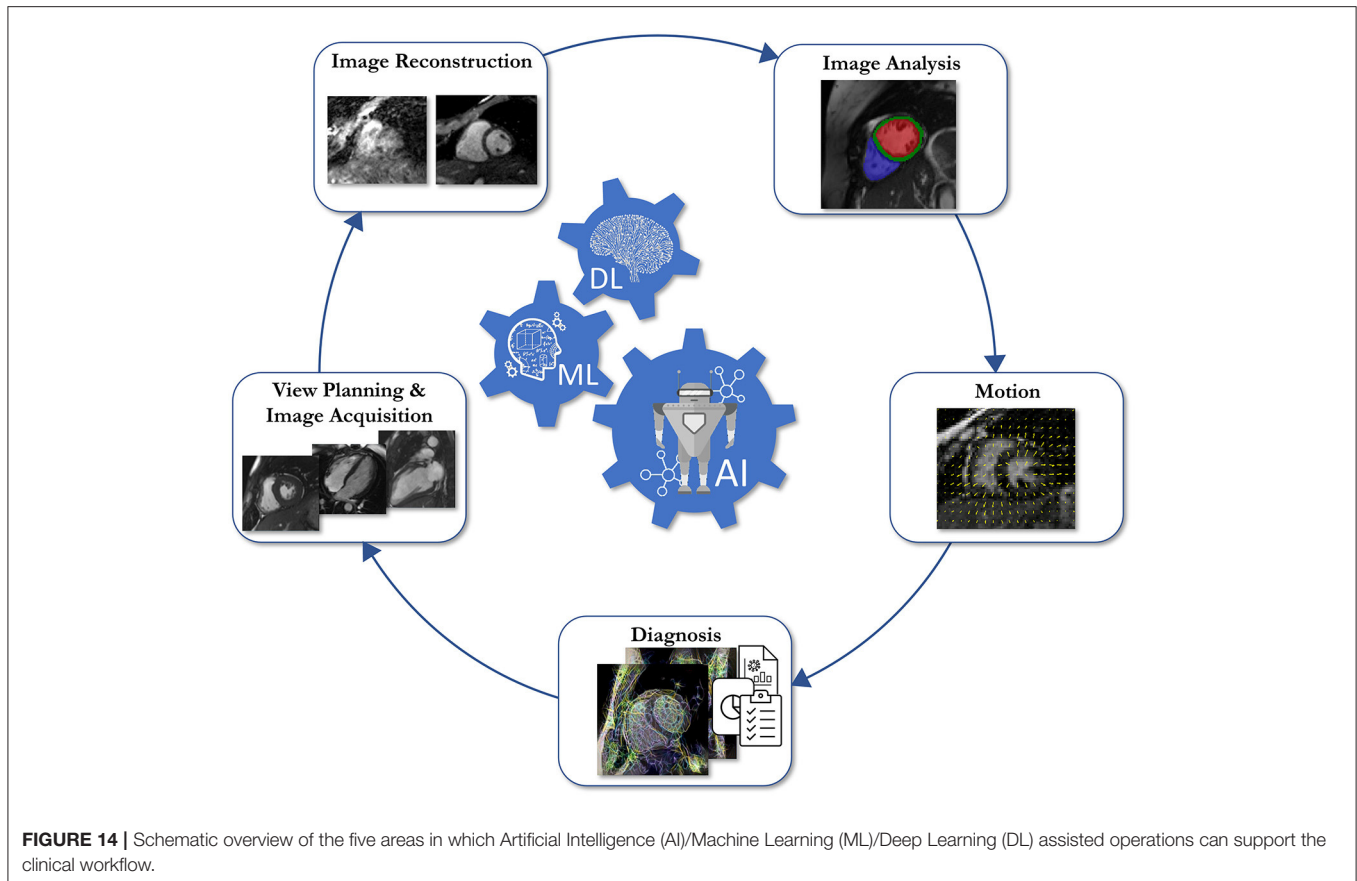 Image Reconstruction
Image Analysis
DL
ML
AI
View Planning &
Image Acquisition
Motion
Diagnosis
FIGURE 14 | Schematic overview of the five areas in which Artificial Intelligence (AI)/Machine Learning (ML)/Deep Learning (DL) assisted operations can support the
clinical workflow.